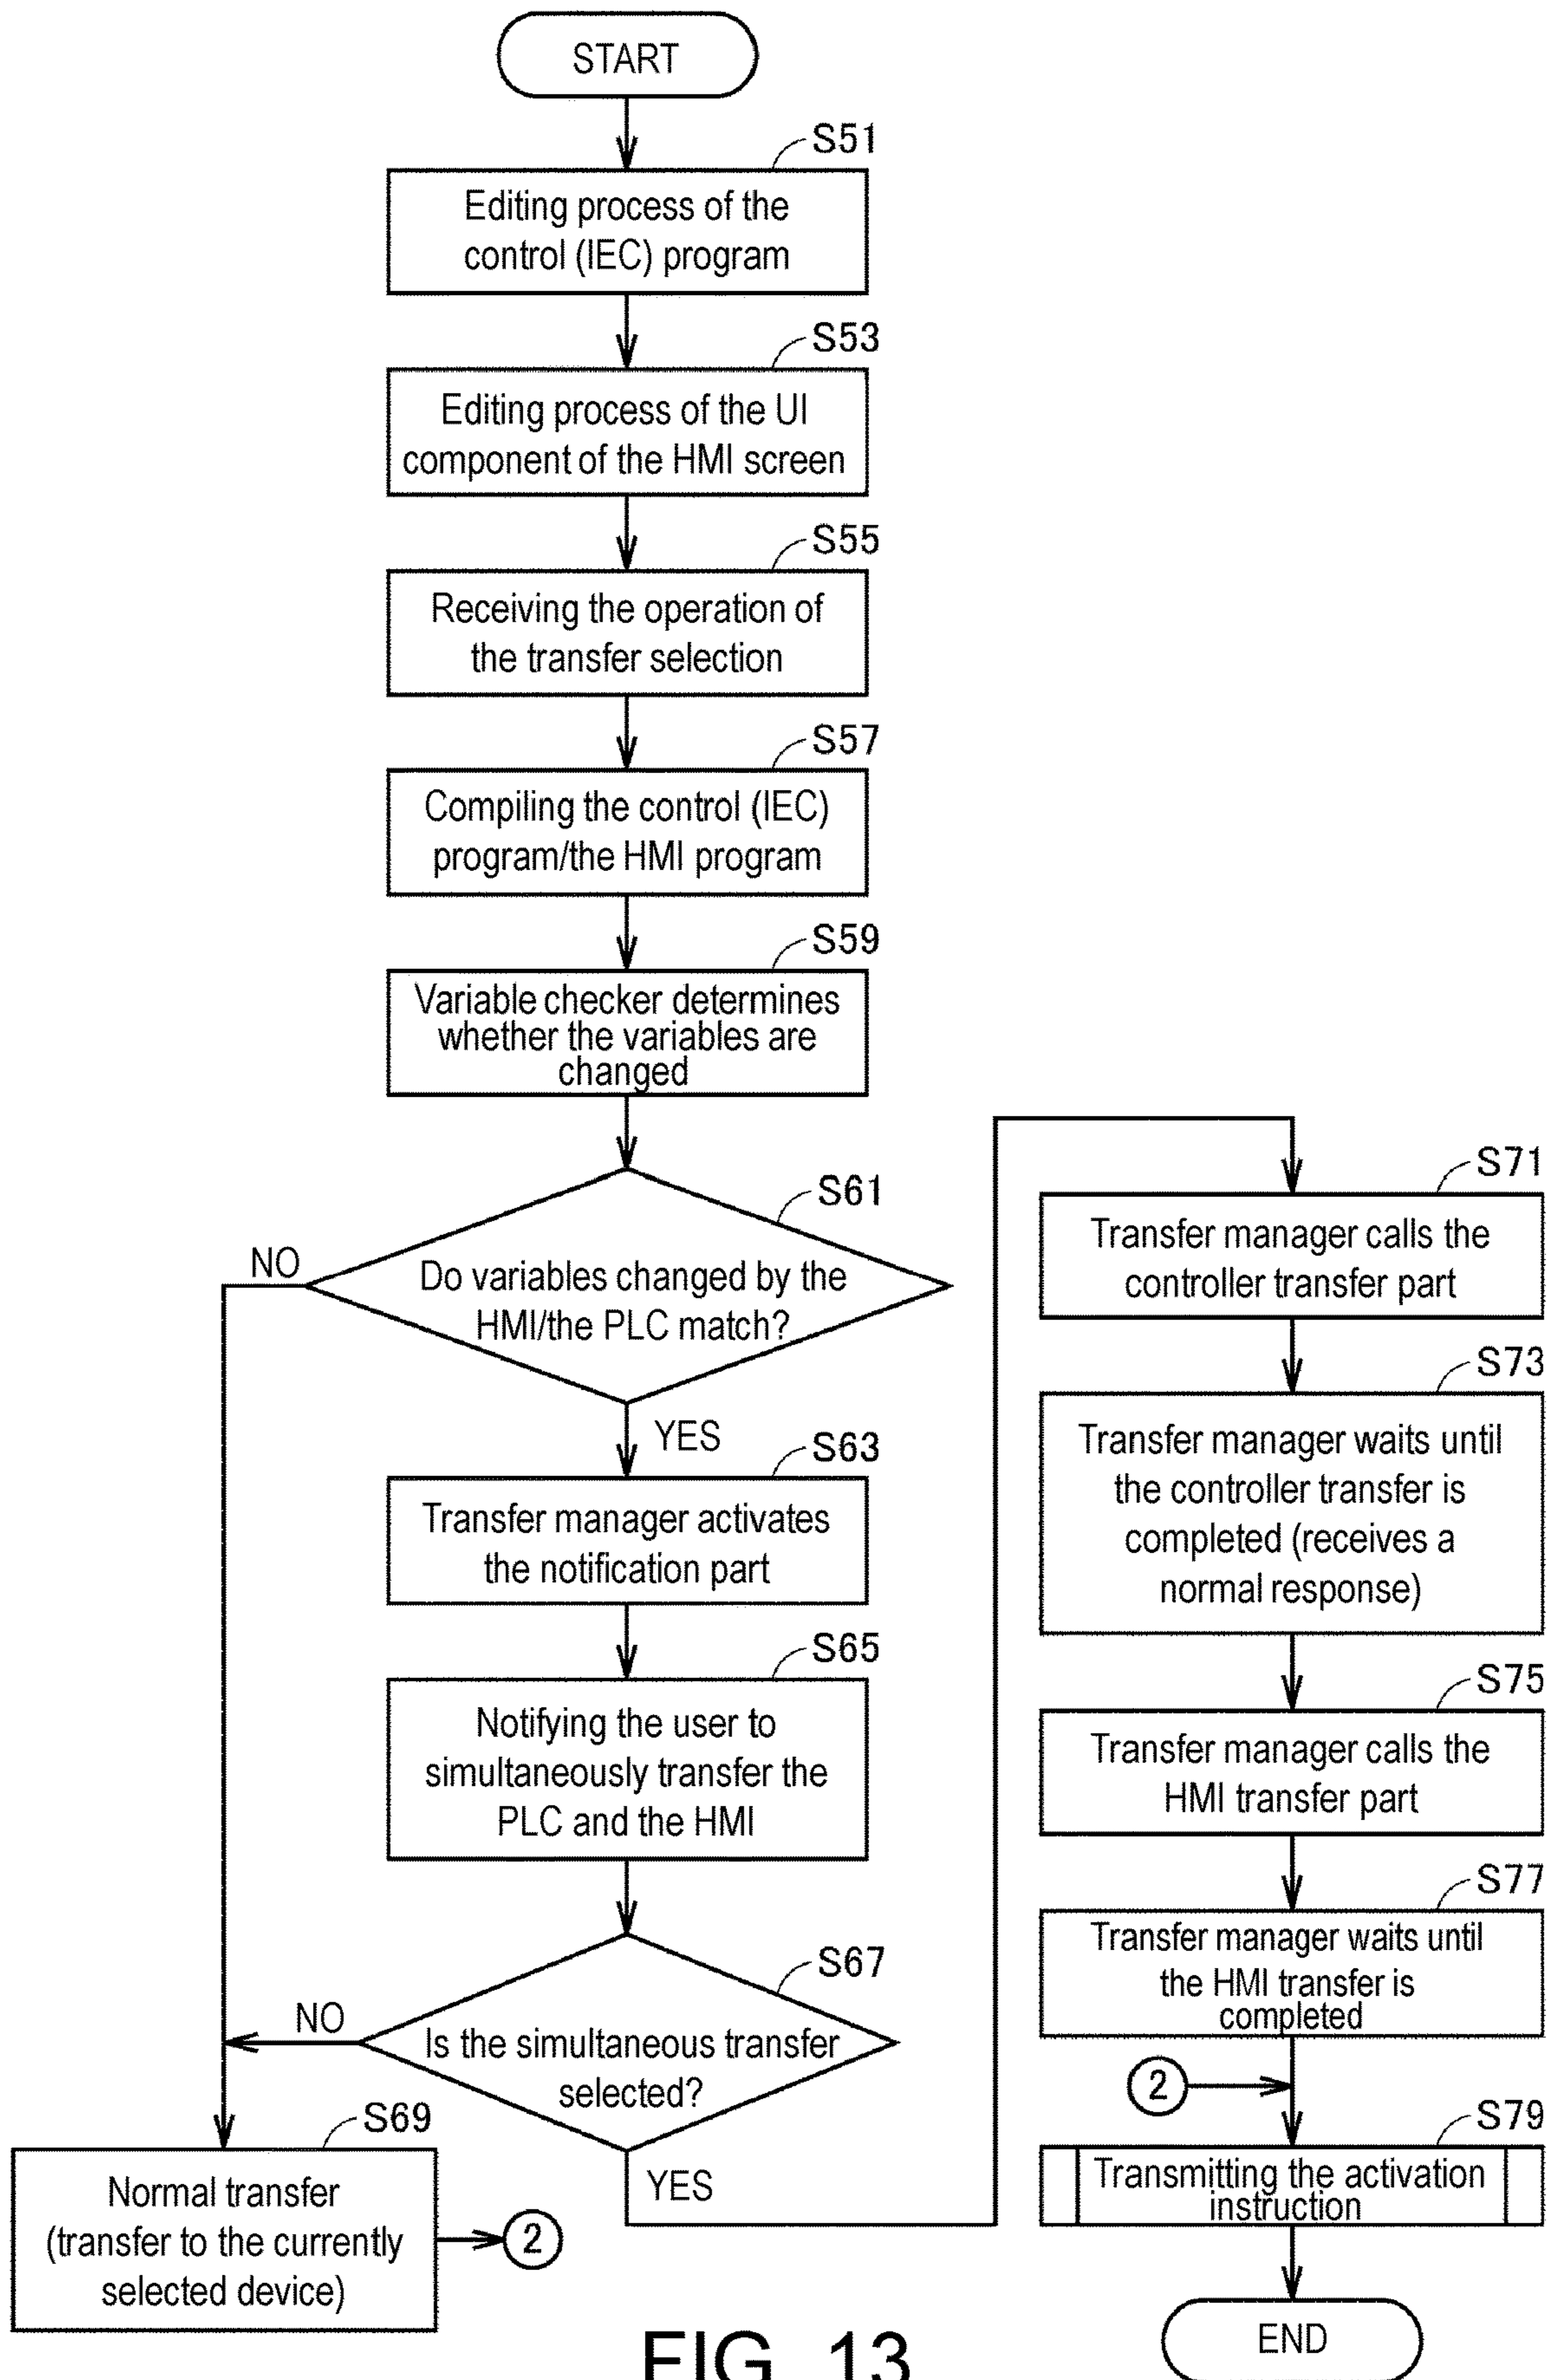 START
S51
Editing process of the
control (IEC) program
S53
Editing process of the UI
component of the HMI screen
S55
Receiving the operation of
the transfer selection
S57
Compiling the control (IEC)
program/the HMI program
S59
Variable checker determines
whether the variables are
changed
S61
NO
Do variables changed by the
HMI/the PLC match?
YES
S63
Transfer manager activates
the notification part
S65
Notifying the user to
simultaneously transfer the
PLC and the HMI
S67
NO
Is the simultaneous transfer
selected?
YES
S69
Normal transfer
(transfer to the currently
selected device)
2
S71
Transfer manager calls the
controller transfer part
S73
Transfer manager waits until
the controller transfer is
completed (receives a
normal response)
S75
Transfer manager calls the
HMI transfer part
S77
Transfer manager waits until
the HMI transfer is
completed
2
S79
Transmitting the activation
instruction
END
FIG. 13